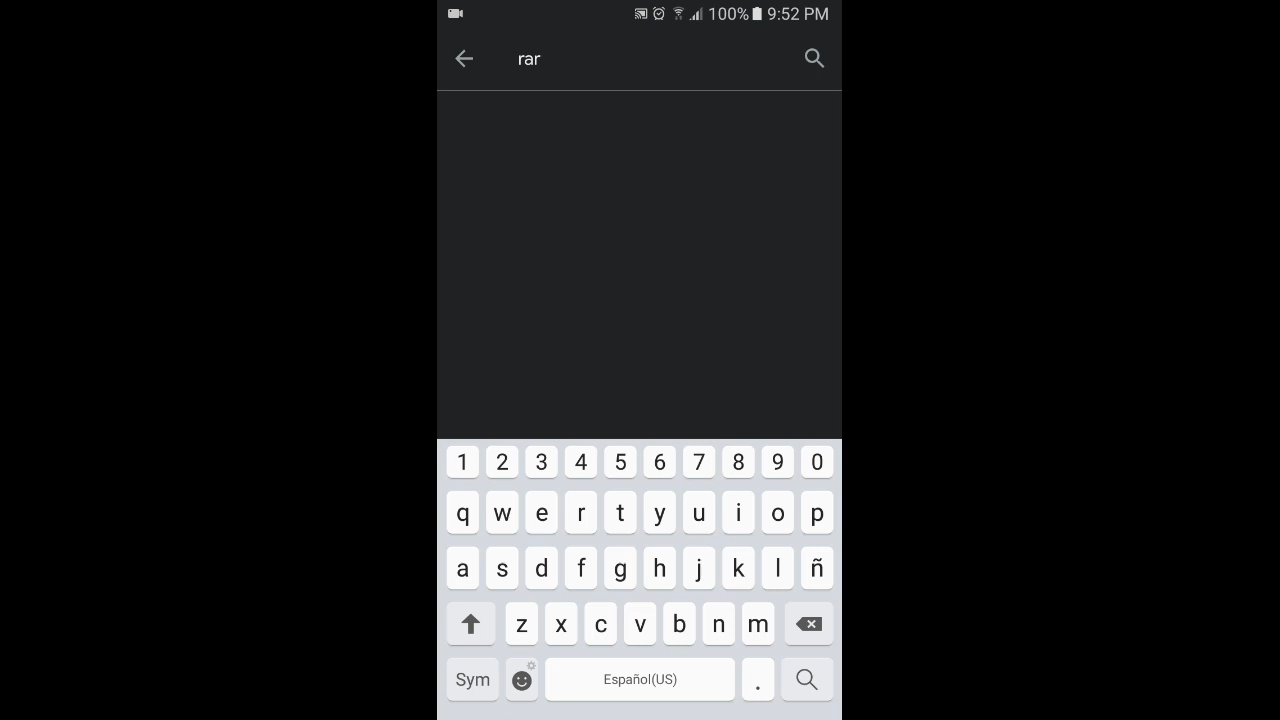 100% 9:52 PM
rar
1 2 3 4 5 6 7 8 9 0
q w e r t y u i o p
a s d f g h j k l ñ
z x c v b n m
Sym Español(US) .